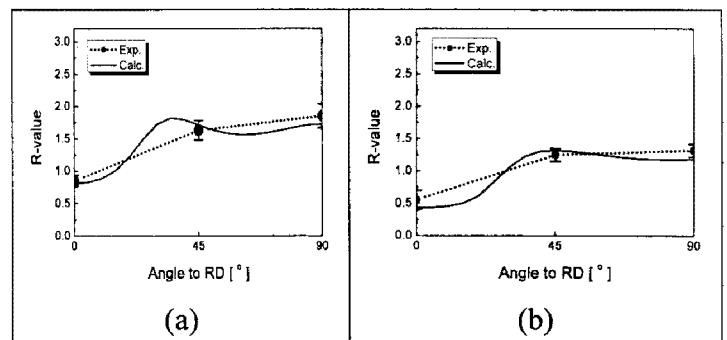 3.0
2.5
2.0
1.5
1.0
0.5
0.0
R-value
Exp.
Calc.
0 45 90
Angle to RD [ ° ]
(a)
3.0
2.5
2.0
1.5
1.0
0.5
0.0
R-value
Exp.
Calc.
0 45 90
Angle to RD [ ° ]
(b)